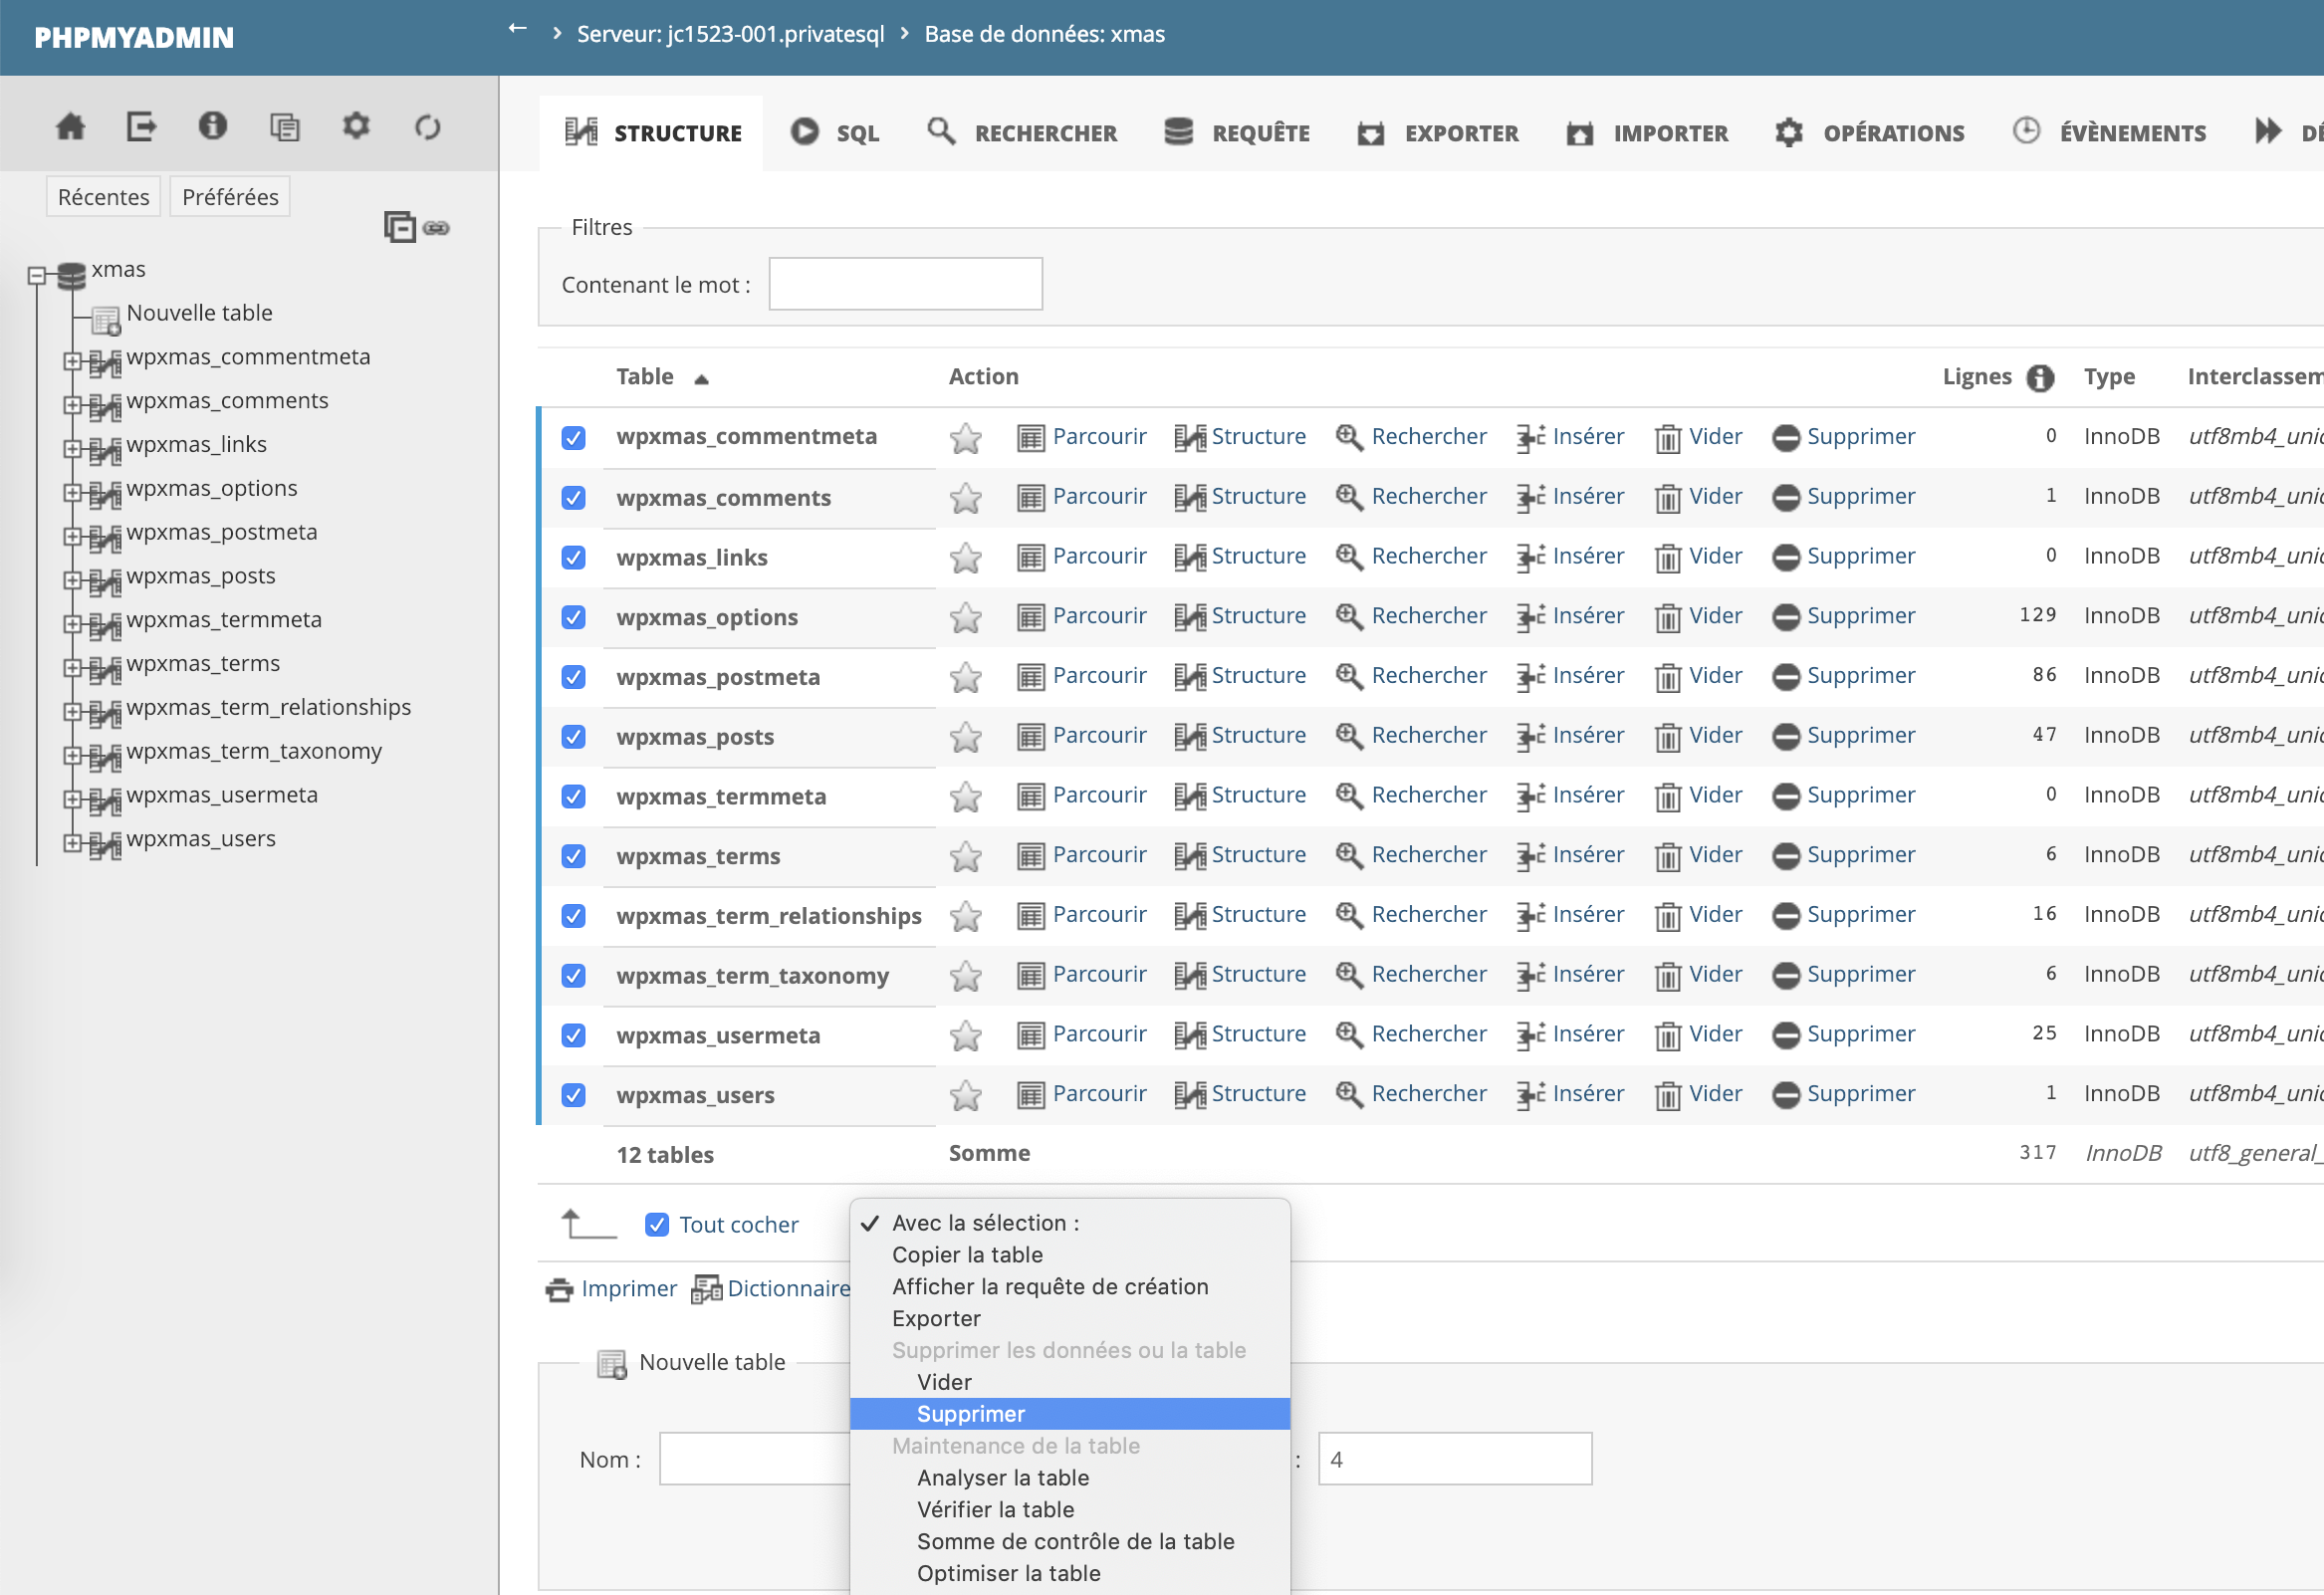 PHPMYADMIN
Serveur: jc1523-001.privatesql Base de données: xmas
Récentes Préférées
xmas
Nouvelle table
wpxmas_commentmeta
wpxmas_comments
wpxmas_links
wpxmas_options
wpxmas_postmeta
wpxmas_posts
wpxmas_termmeta
wpxmas_terms
wpxmas_term_relationships
wpxmas_term_taxonomy
wpxmas_usermeta
wpxmas_users
STRUCTURE SQL RECHERCHER REQUÊTE EXPORTER IMPORTER OPÉRATIONS ÉVÈNEMENTS DÉ
Filtres
Contenant le mot :
Table Action Lignes Type Interclassem
wpxmas_commentmeta Parcourir Structure Rechercher Insérer Vider Supprimer 0 InnoDB utf8mb4_unic
wpxmas_comments Parcourir Structure Rechercher Insérer Vider Supprimer 1 InnoDB utf8mb4_unic
wpxmas_links Parcourir Structure Rechercher Insérer Vider Supprimer 0 InnoDB utf8mb4_unic
wpxmas_options Parcourir Structure Rechercher Insérer Vider Supprimer 129 InnoDB utf8mb4_unic
wpxmas_postmeta Parcourir Structure Rechercher Insérer Vider Supprimer 86 InnoDB utf8mb4_unic
wpxmas_posts Parcourir Structure Rechercher Insérer Vider Supprimer 47 InnoDB utf8mb4_unic
wpxmas_termmeta Parcourir Structure Rechercher Insérer Vider Supprimer 0 InnoDB utf8mb4_unic
wpxmas_terms Parcourir Structure Rechercher Insérer Vider Supprimer 6 InnoDB utf8mb4_unic
wpxmas_term_relationships Parcourir Structure Rechercher Insérer Vider Supprimer 16 InnoDB utf8mb4_unic
wpxmas_term_taxonomy Parcourir Structure Rechercher Insérer Vider Supprimer 6 InnoDB utf8mb4_unic
wpxmas_usermeta Parcourir Structure Rechercher Insérer Vider Supprimer 25 InnoDB utf8mb4_unic
wpxmas_users Parcourir Structure Rechercher Insérer Vider Supprimer 1 InnoDB utf8mb4_unic
12 tables Somme 317 InnoDB utf8_general_
Tout cocher
Imprimer Dictionnaire
Nouvelle table
Nom : : 4
Avec la sélection :
Copier la table
Afficher la requête de création
Exporter
Supprimer les données ou la table
Vider
Supprimer
Maintenance de la table
Analyser la table
Vérifier la table
Somme de contrôle de la table
Optimiser la table